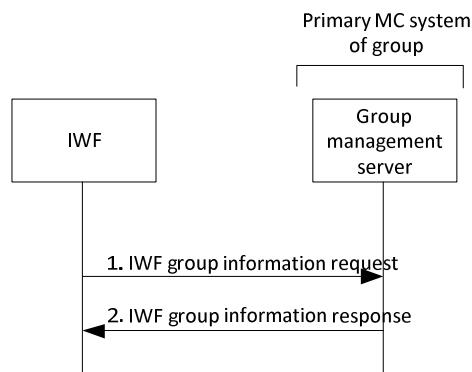 Primary MC system
of group
IWF
Group
management
server
1. IWF group information request
2. IWF group information response